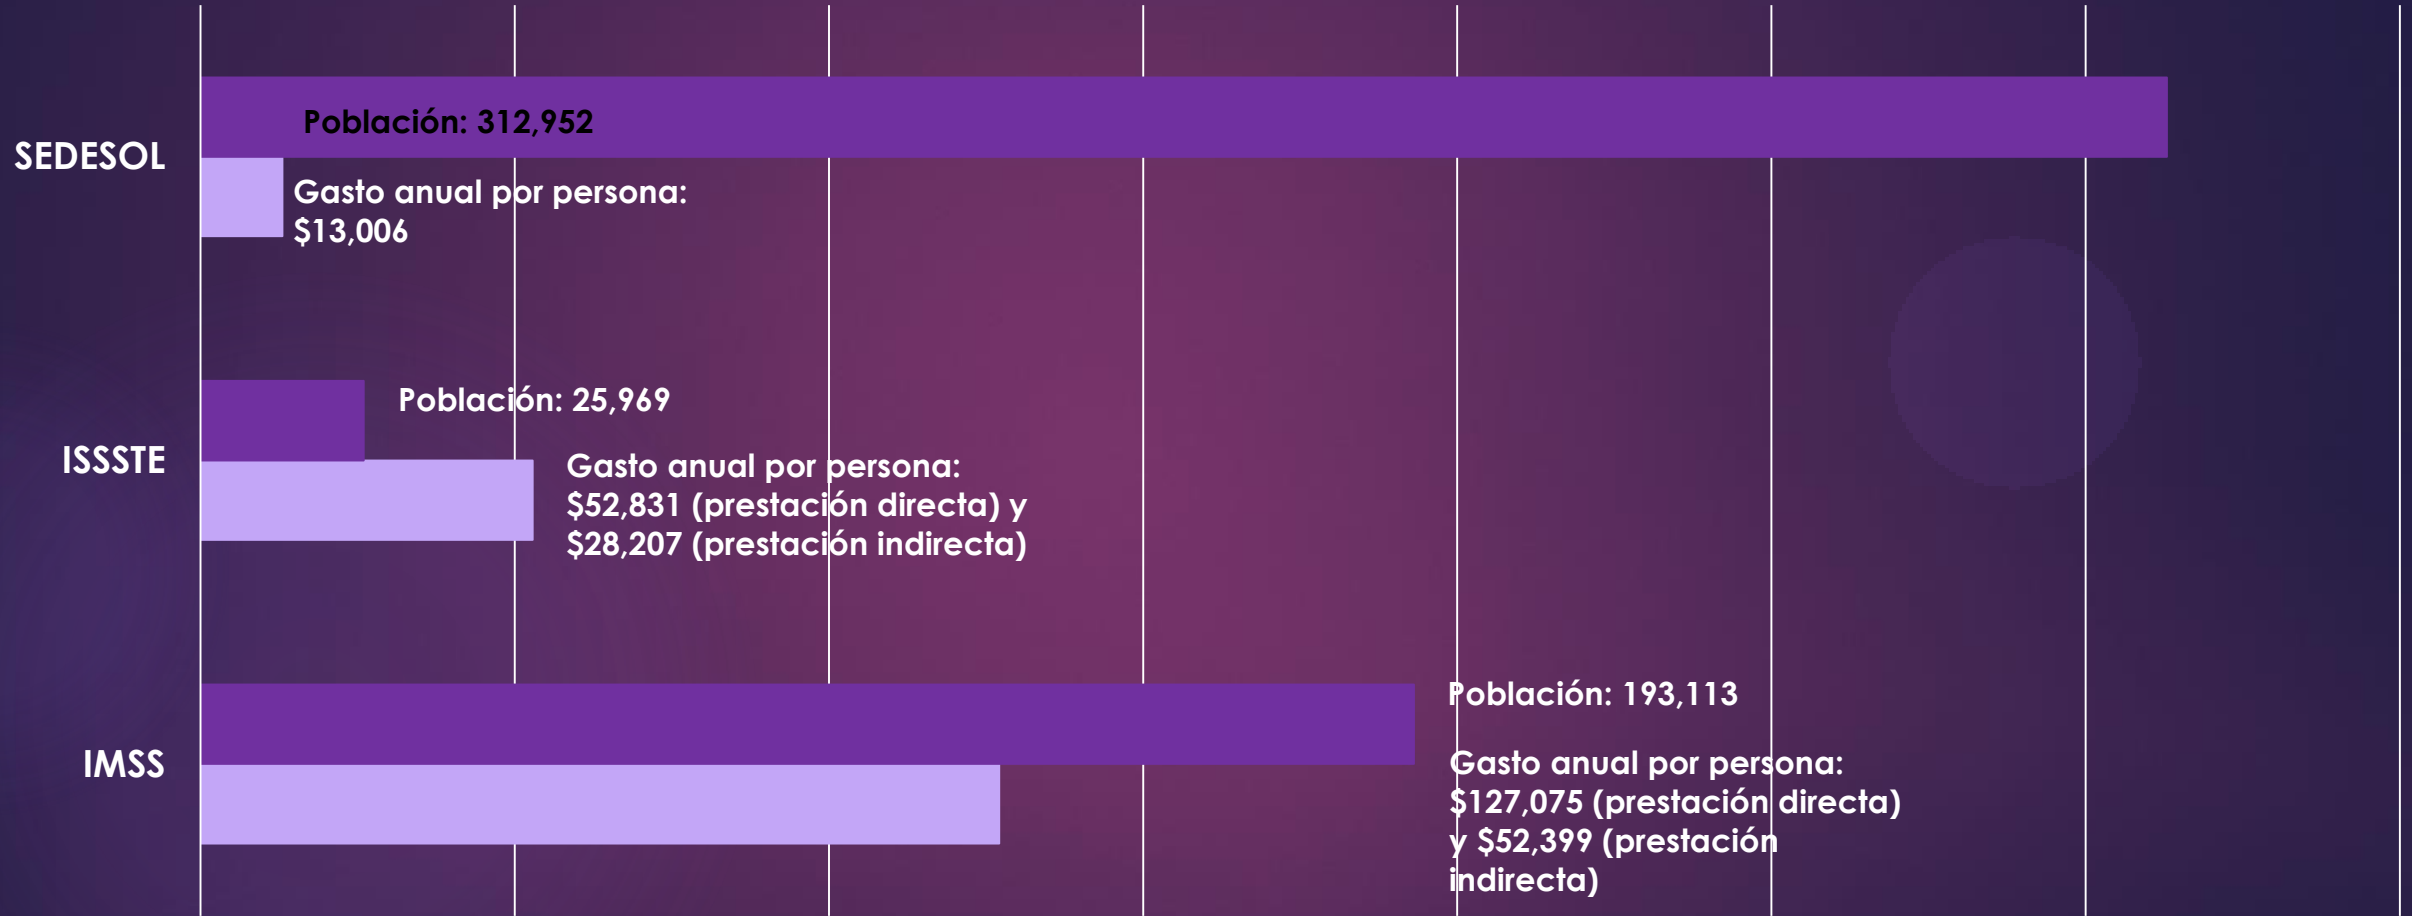 SEDESOL
Población: 312,952
Gasto anual por persona:
$13,006
ISSSTE
Población: 25,969
Gasto anual por persona:
$52,831 (prestación directa) y
$28,207 (prestación indirecta)
IMSS
Población: 193,113
Gasto anual por persona:
$127,075 (prestación directa)
y $52,399 (prestación
indirecta)